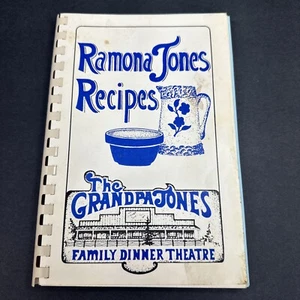 Ramona Jones
Recipes
The
GRANDPA JONES
FAMILY DINNER THEATRE